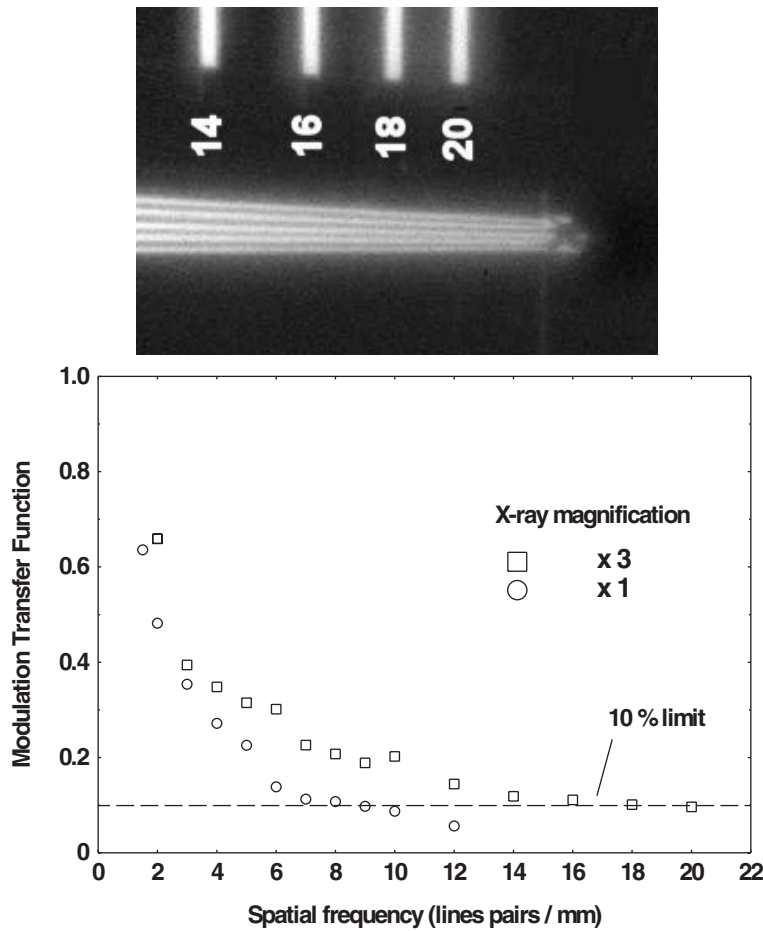 14 16 18 20
1.0
0.8
0.6
0.4
0.2
0
Modulation Transfer Function
X-ray magnification
x 3
x 1
10 % limit
0 2 4 6 8 10 12 14 16 18 20 22
Spatial frequency (lines pairs / mm)